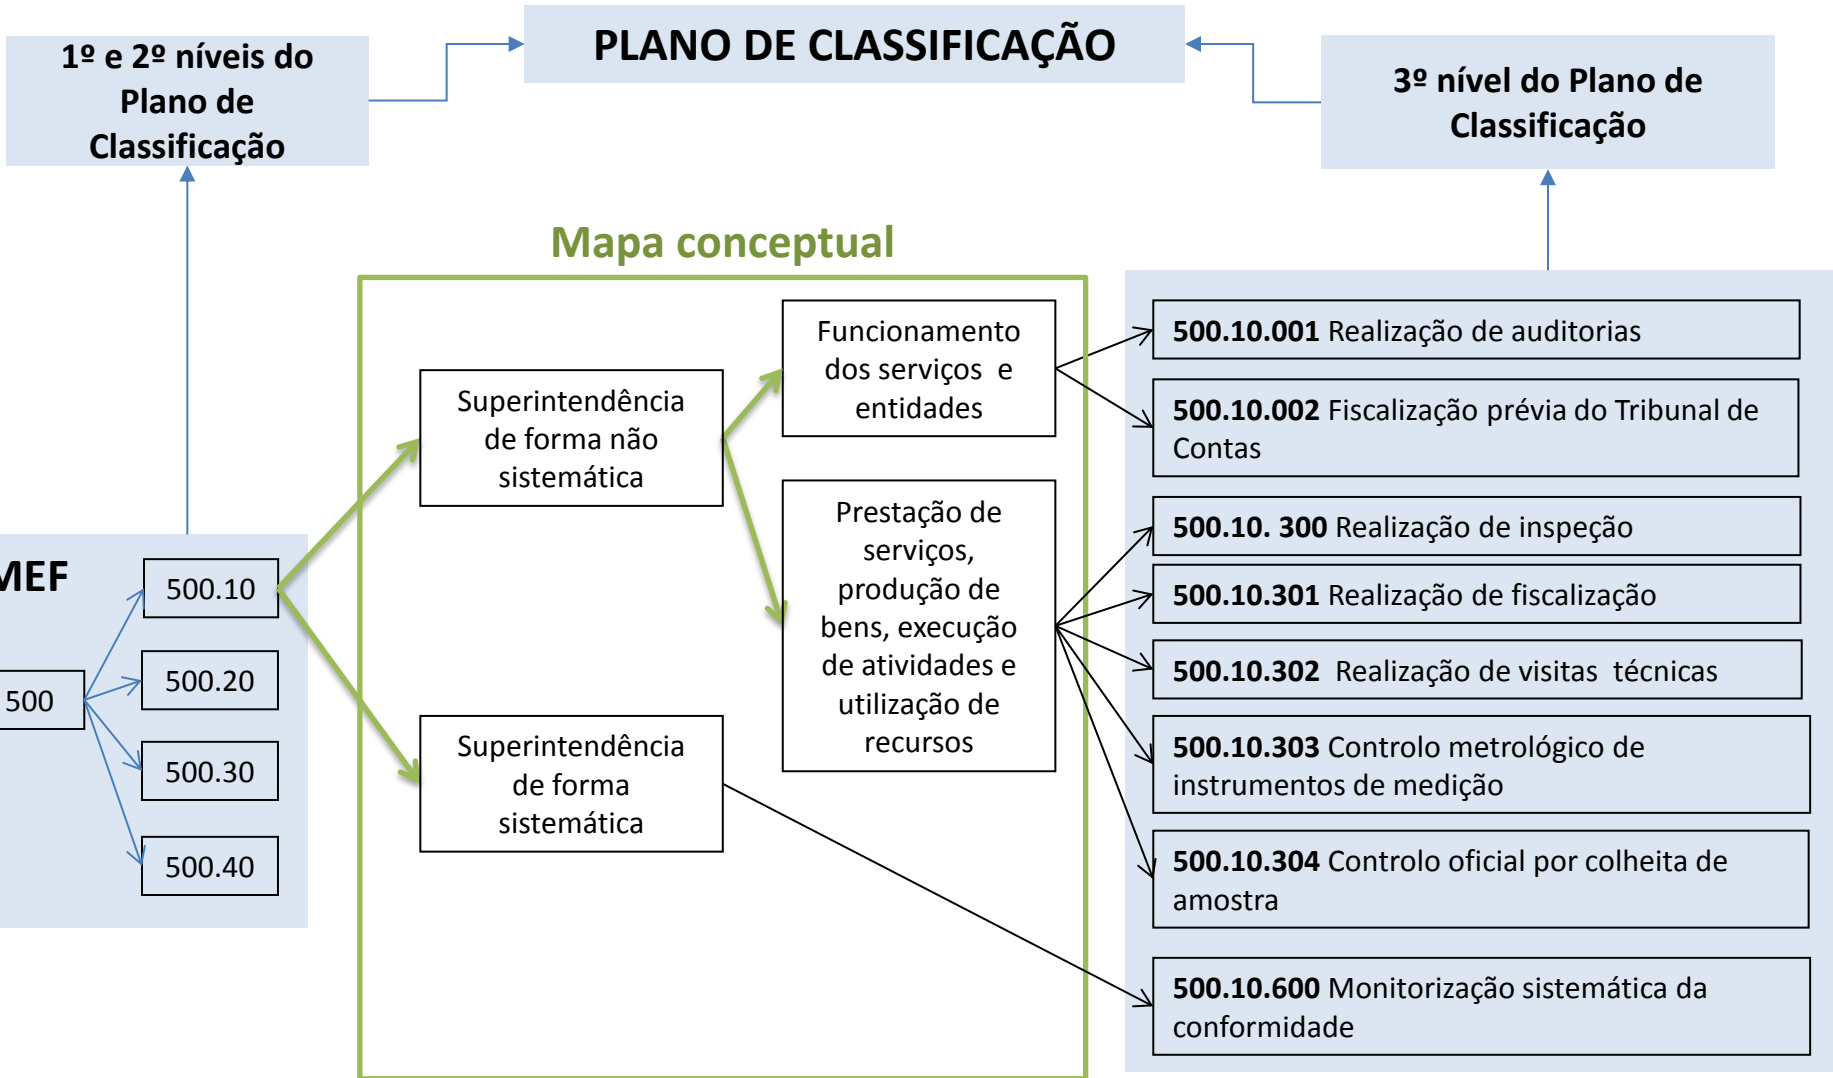 PLANO DE CLASSIFICAÇÃO
1º e 2º níveis do
Plano de
Classificação
3º nível do Plano de
Classificação
Mapa conceptual
MEF
500
500.10
500.20
500.30
500.40
Superintendência
de forma não
sistemática
Superintendência
de forma
sistemática
Funcionamento
dos serviços e
entidades
Prestação de
serviços,
produção de
bens, execução
de atividades e
utilização de
recursos
500.10.001 Realização de auditorias
500.10.002 Fiscalização prévia do Tribunal de
Contas
500.10. 300 Realização de inspeção
500.10.301 Realização de fiscalização
500.10.302 Realização de visitas técnicas
500.10.303 Controlo metrológico de
instrumentos de medição
500.10.304 Controlo oficial por colheita de
amostra
500.10.600 Monitorização sistemática da
conformidade